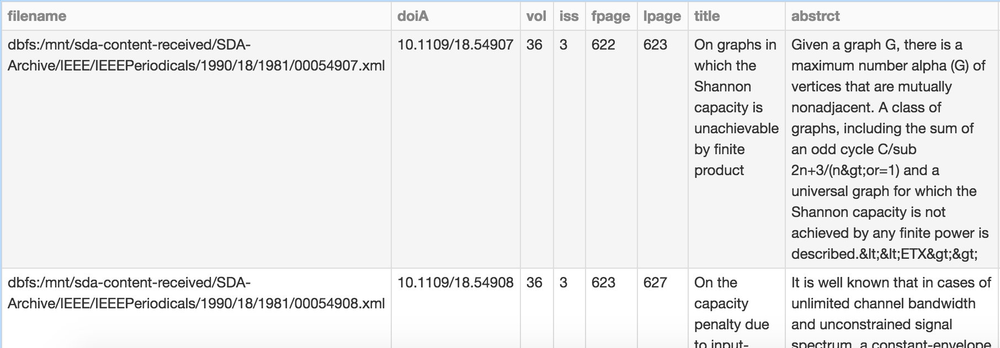 filename doiA vol iss fpage lpage title abstrct
dbfs:/mnt/sda-content-received/SDA-
Archive/IEEE/IEEEPeriodicals/1990/18/1981/00054907.xml
10.1109/18.54907
36
3
622
623
On graphs in
which the
Shannon
capacity is
unachievable
by finite
product
Given a graph G, there is a
maximum number alpha (G) of
vertices that are mutually
nonadjacent. A class of
graphs, including the sum of
an odd cycle C/sub
2n+3/(n&gt;or=1) and a
universal graph for which the
Shannon capacity is not
achieved by any finite power is
described.&lt;&lt;ETX&gt;&gt;
dbfs:/mnt/sda-content-received/SDA-
Archive/IEEE/IEEEPeriodicals/1990/18/1981/00054908.xml
10.1109/18.54908
36
3
623
627
On the
capacity
penalty due
to input-
It is well known that in cases of
unlimited channel bandwidth
and unconstrained signal
spectrum, a constant-envelope